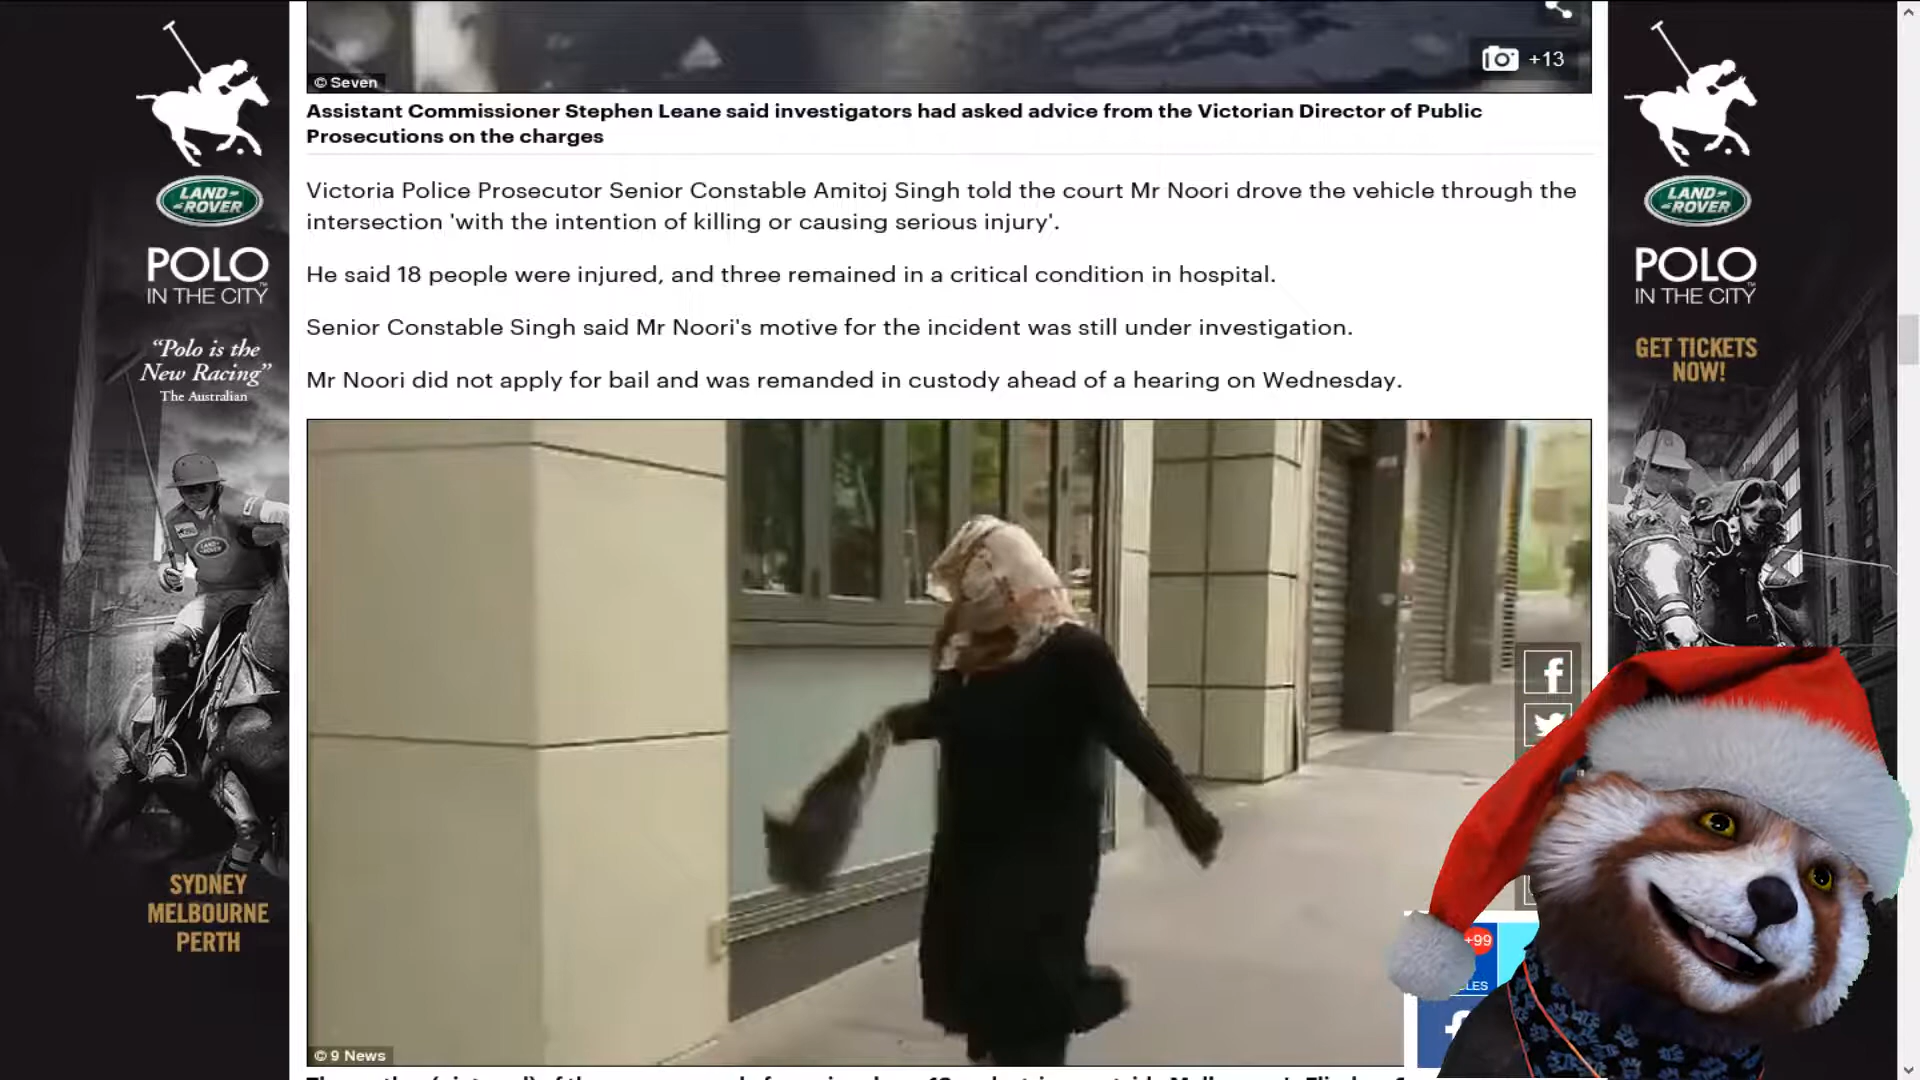 © Seven
+13
Assistant Commissioner Stephen Leane said investigators had asked advice from the Victorian Director of Public
Prosecutions on the charges
Victoria Police Prosecutor Senior Constable Amitoj Singh told the court Mr Noori drove the vehicle through the
intersection 'with the intention of killing or causing serious injury'.
He said 18 people were injured, and three remained in a critical condition in hospital.
Senior Constable Singh said Mr Noori's motive for the incident was still under investigation.
Mr Noori did not apply for bail and was remanded in custody ahead of a hearing on Wednesday.
© 9 News
LAND-
ROVER
POLO
IN THE CITY™
"Polo is the
New Racing"
The Australian
SYDNEY
MELBOURNE
PERTH
LAND-
ROVER
POLO
IN THE CITY™
GET TICKETS
NOW!
+99